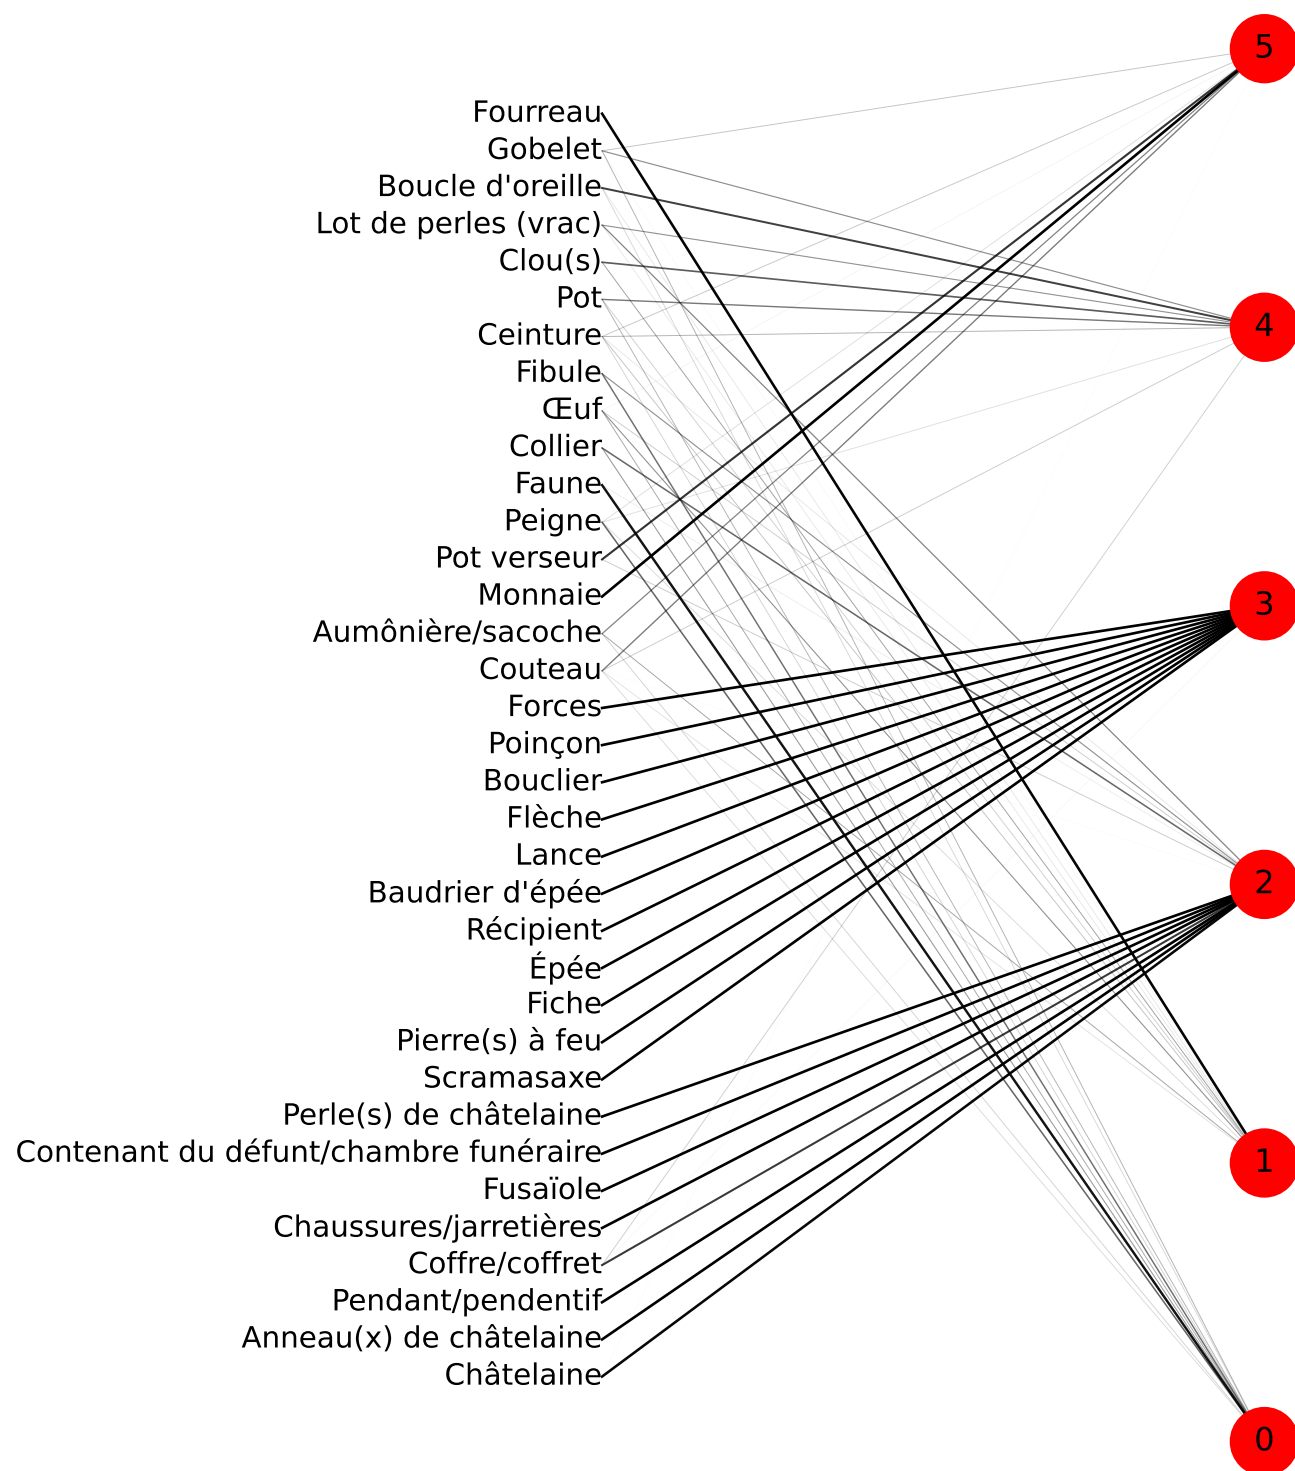 5
Fourreau
Gobelet
Boucle d'oreille
Lot de perles (vrac)
Clou(s)
Pot
4
Ceinture
Fibule
Œuf
Collier
Faune
Peigne
Pot verseur
Monnaie
3
Aumônière/sacoche
Couteau
Forces
Poinçon
Bouclier
Flèche
Lance
2
Baudrier d'épée
Récipient
Épée
Fiche
Pierre(s) à feu
Scramasaxe
Perle(s) de châtelaine
Contenant du défunt/chambre funéraire
1
Fusaïole
Chaussures/jarretières
Coffre/coffret
Pendant/pendentif
Anneau(x) de châtelaine
Châtelaine
0